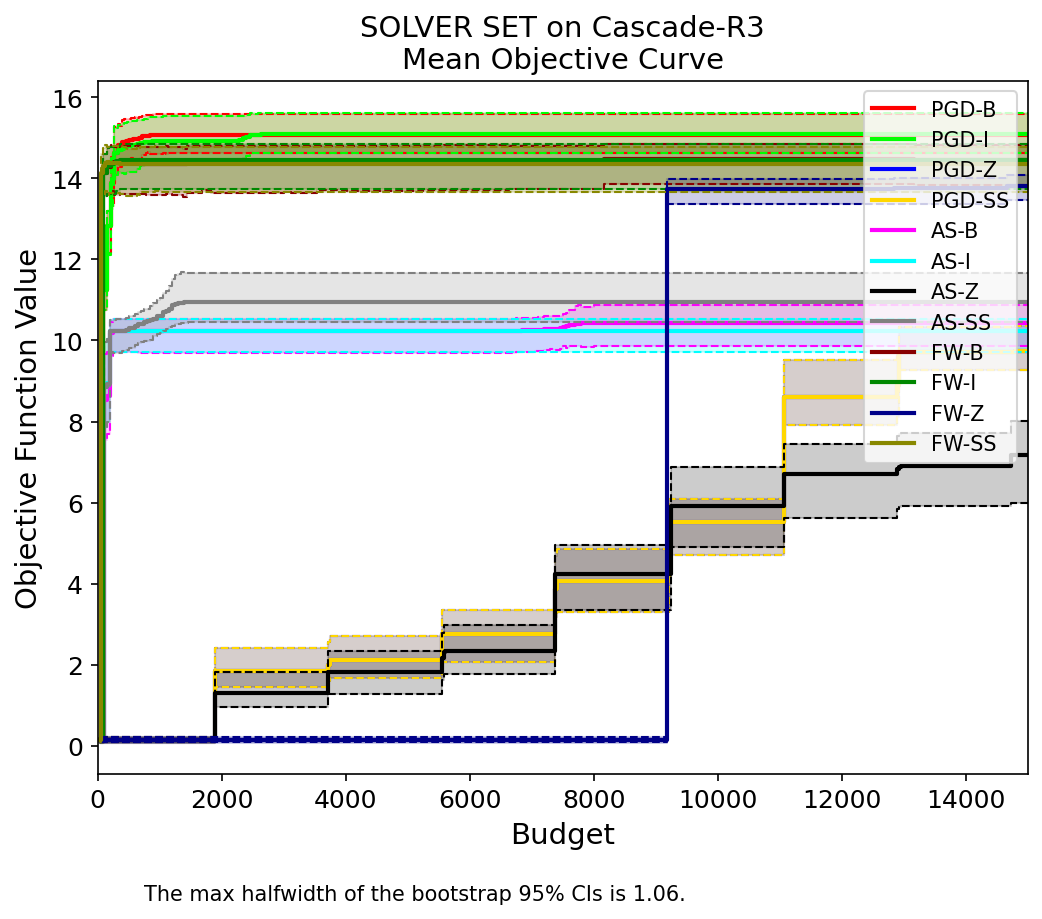 SOLVER SET on Cascade-R3
Mean Objective Curve
Objective Function Value
16
14
12
10
8
6
4
2
0
0 2000 4000 6000 8000 10000 12000 14000
Budget
PGD-B
PGD-I
PGD-Z
PGD-SS
AS-B
AS-I
AS-Z
AS-SS
FW-B
FW-I
FW-Z
FW-SS
The max halfwidth of the bootstrap 95% CIs is 1.06.